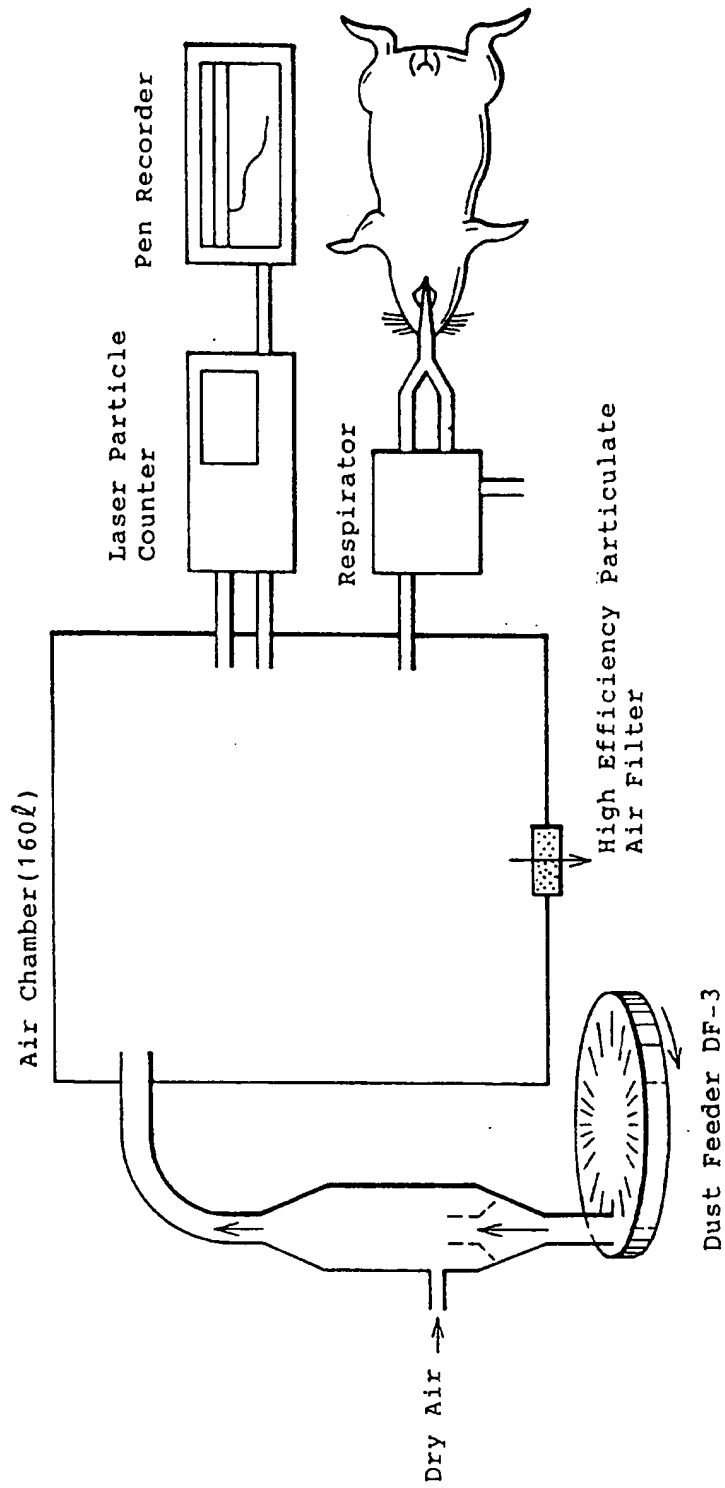 Pen Recorder
Laser Particle
Counter
Respirator
Air Chamber(160ℓ)
High Efficiency Particulate
Air Filter
Dry Air
Dust Feeder DF-3